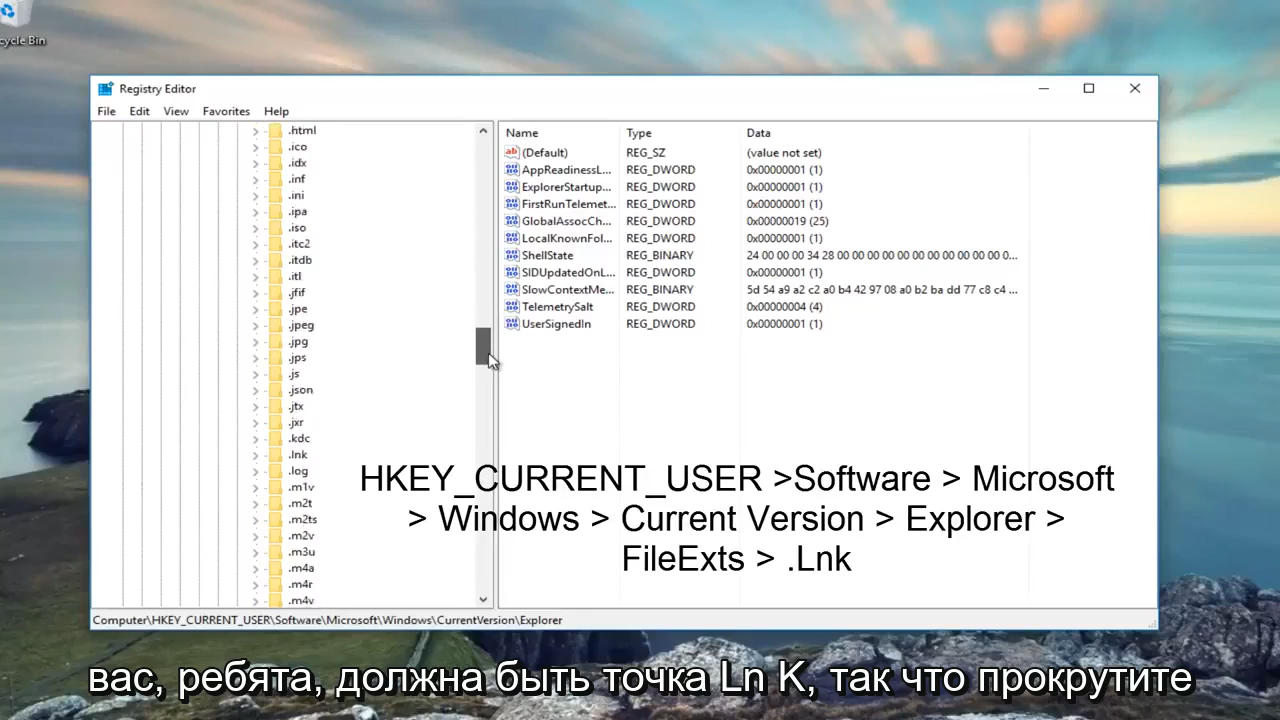 cycle Bin
Registry Editor
File Edit View Favorites Help
.html
.ico
.idx
.inf
.ini
.ipa
.iso
.itc2
.itdb
.itl
.jfif
.jpe
.jpeg
.jpg
.jps
.js
.json
.jtx
.jxr
.kdc
.lnk
.log
.m1v
.m2t
.m2ts
.m2v
.m3u
.m4a
.m4r
.m4v
Name Type Data
(Default) REG_SZ (value not set)
AppReadinessL... REG_DWORD 0x00000001 (1)
ExplorerStartup... REG_DWORD 0x00000001 (1)
FirstRunTelemet... REG_DWORD 0x00000001 (1)
GlobalAssocCh... REG_DWORD 0x00000019 (25)
LocalKnownFol... REG_DWORD 0x00000001 (1)
ShellState REG_BINARY 24 00 00 00 34 28 00 00 00 00 00 00 00 00 00 00 0...
SIDUpdatedOnL... REG_DWORD 0x00000001 (1)
SlowContextMe... REG_BINARY 5d 54 a9 a2 c2 a0 b4 42 97 08 a0 b2 ba dd 77 c8 c4 ...
TelemetrySalt REG_DWORD 0x00000004 (4)
UserSignedIn REG_DWORD 0x00000001 (1)
HKEY_CURRENT_USER >Software > Microsoft
> Windows > Current Version > Explorer >
FileExts > .Lnk
Computer\HKEY_CURRENT_USER\Software\Microsoft\Windows\CurrentVersion\Explorer
вас, ребята, должна быть точка Ln K, так что прокрутите